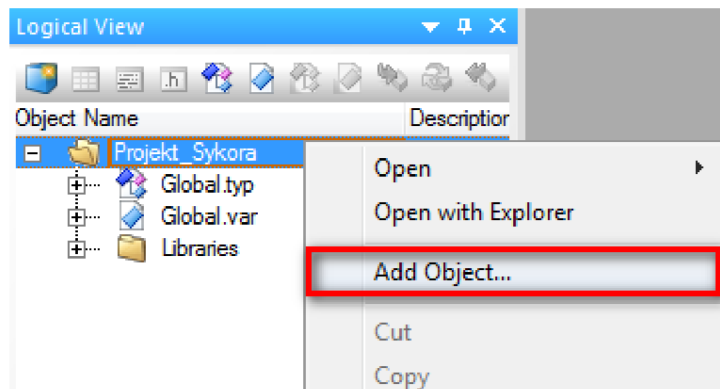 Logical View
.h
Object Name Description
Projekt_Sykora
Global.typ
Global.var
Libraries
Open
Open with Explorer
Add Object...
Cut
Copy